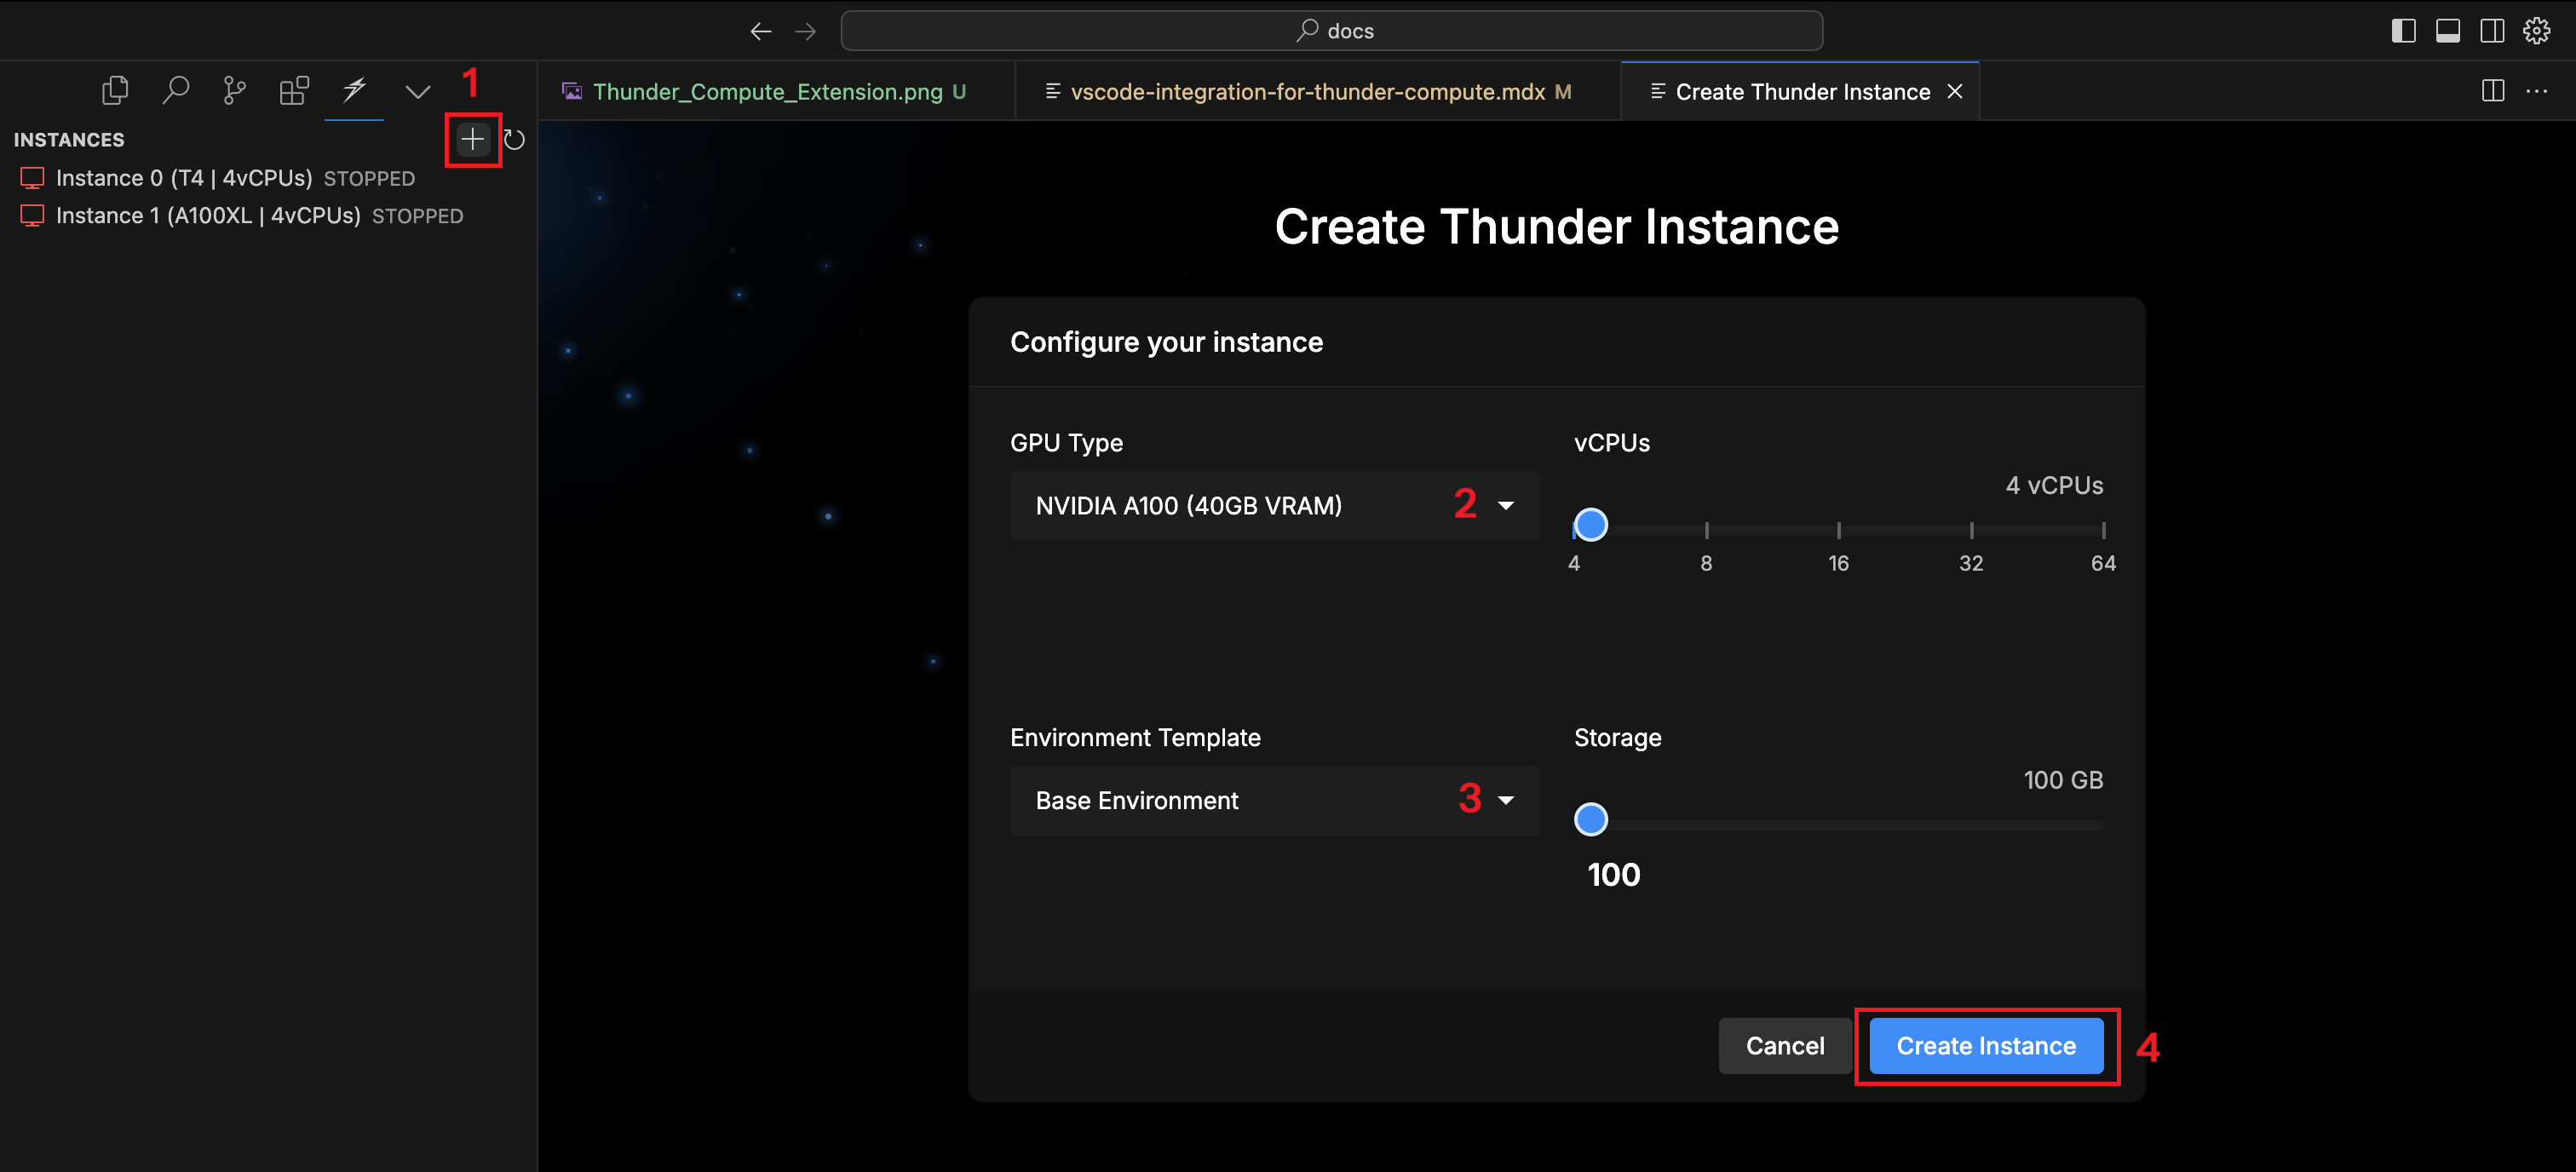 docs
1
Thunder_Compute_Extension.png U
vscode-integration-for-thunder-compute.mdx M
Create Thunder Instance
INSTANCES
Instance 0 (T4 | 4vCPUs) STOPPED
Instance 1 (A100XL | 4vCPUs) STOPPED
Create Thunder Instance
Configure your instance
GPU Type
NVIDIA A100 (40GB VRAM) 2
vCPUs
4 vCPUs
4 8 16 32 64
Environment Template
Base Environment 3
Storage
100 GB
100
Cancel
Create Instance 4